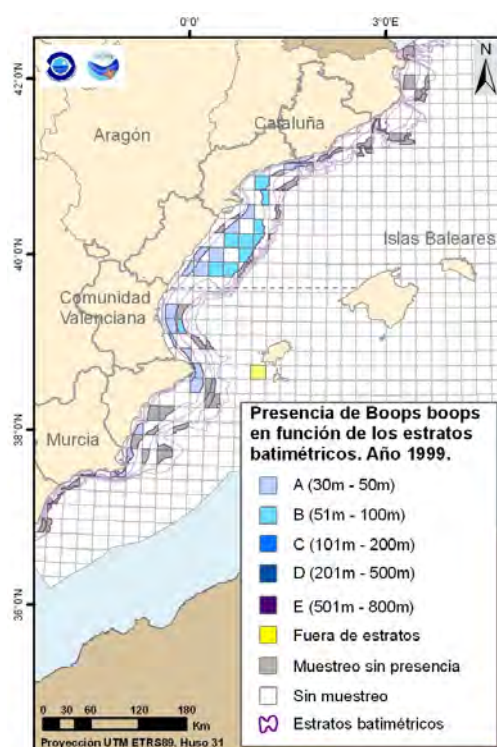 0°0'
3°0'E
N
42°0'N
Aragón
Cataluña
Islas Baleares
40°0'N
Comunidad
Valenciana
38°0'N
Murcia
36°0'N
Presencia de Boops boops
en función de los estratos
batimétricos. Año 1999.
A (30m - 50m)
B (51m - 100m)
C (101m - 200m)
D (201m - 500m)
E (501m - 800m)
Fuera de estratos
Muestreo sin presencia
Sin muestreo
Estratos batimétricos
0 30 60 120 180
Km
Proyección UTM ETRS89. Huso 31